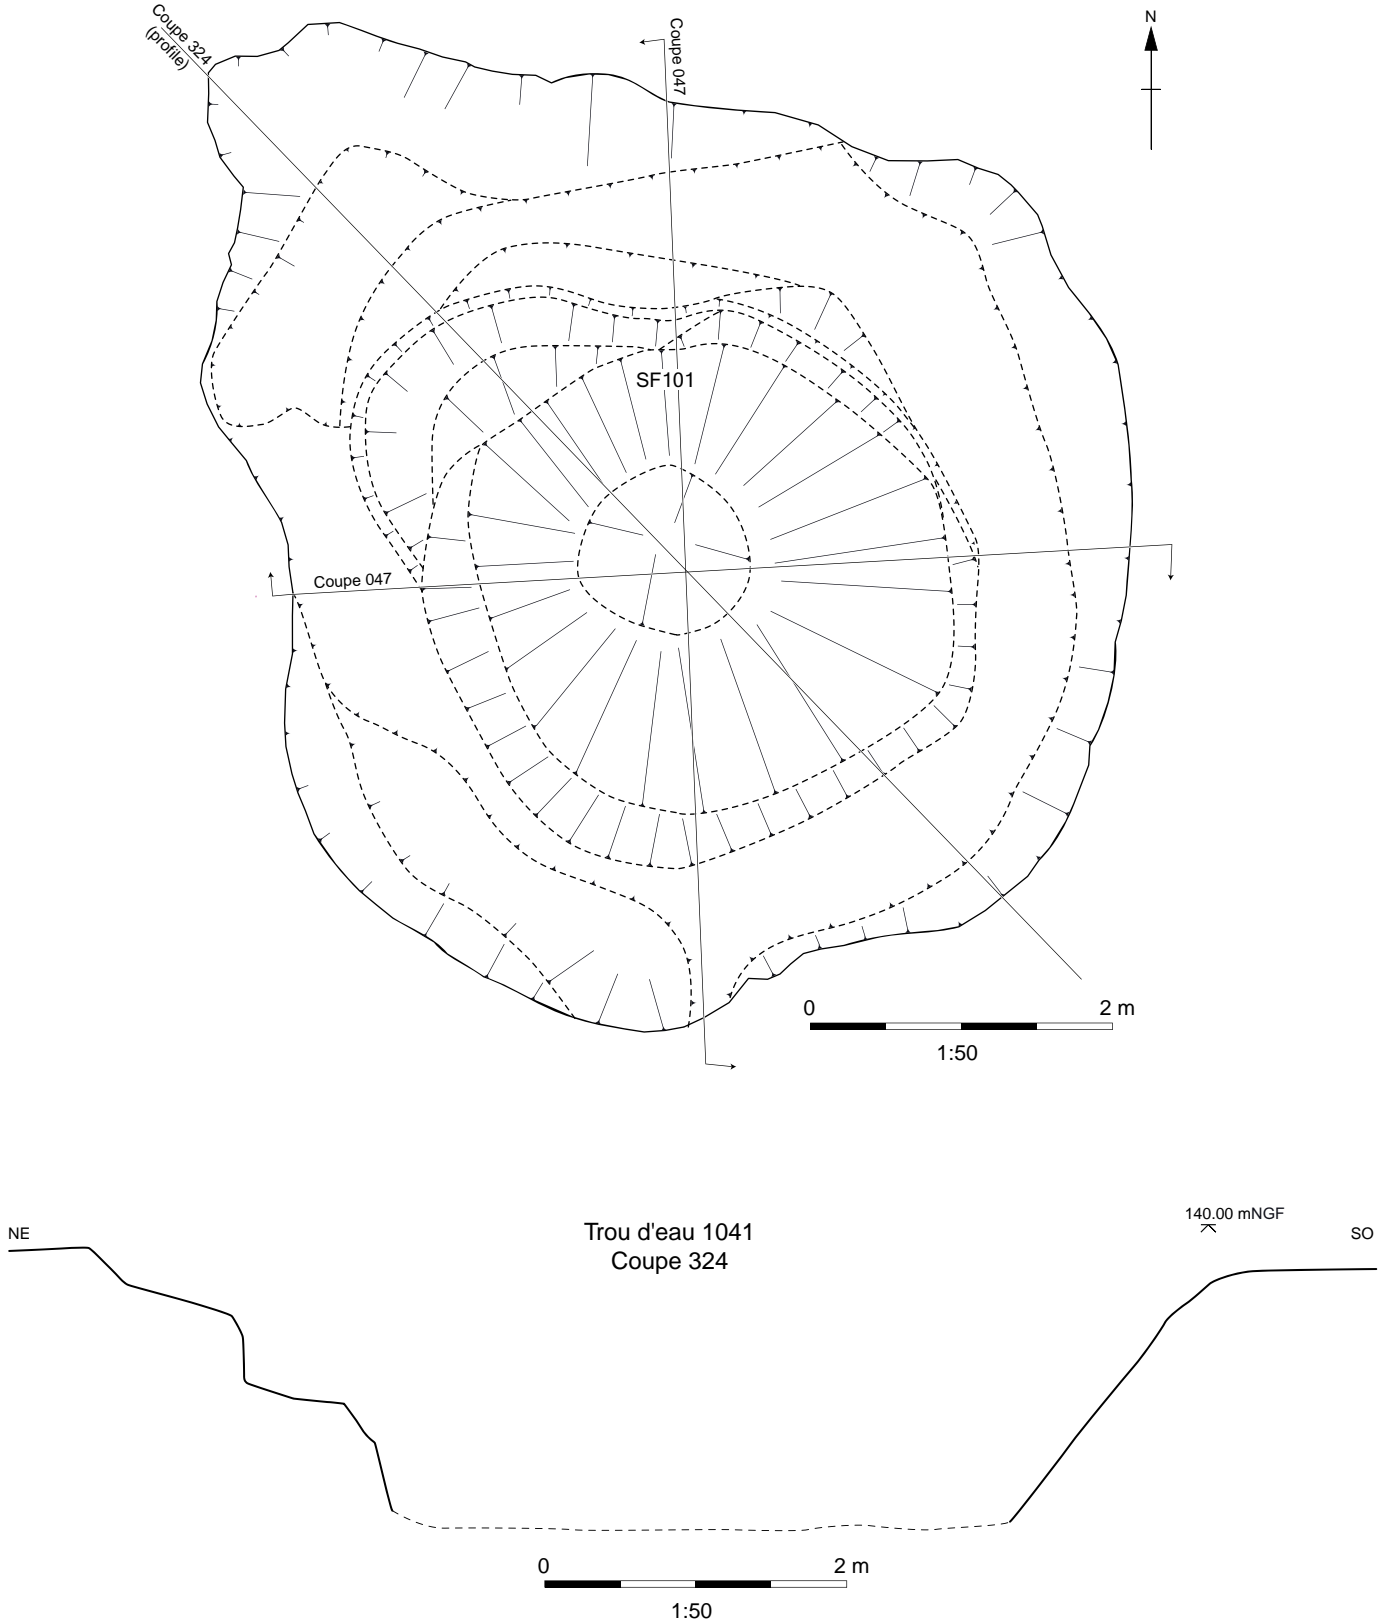 Coupe 324
(profile)
Coupe 047
N
SF101
Coupe 047
0 2 m
1:50
Trou d'eau 1041
Coupe 324
NE
140.00 mNGF
SO
0 2 m
1:50